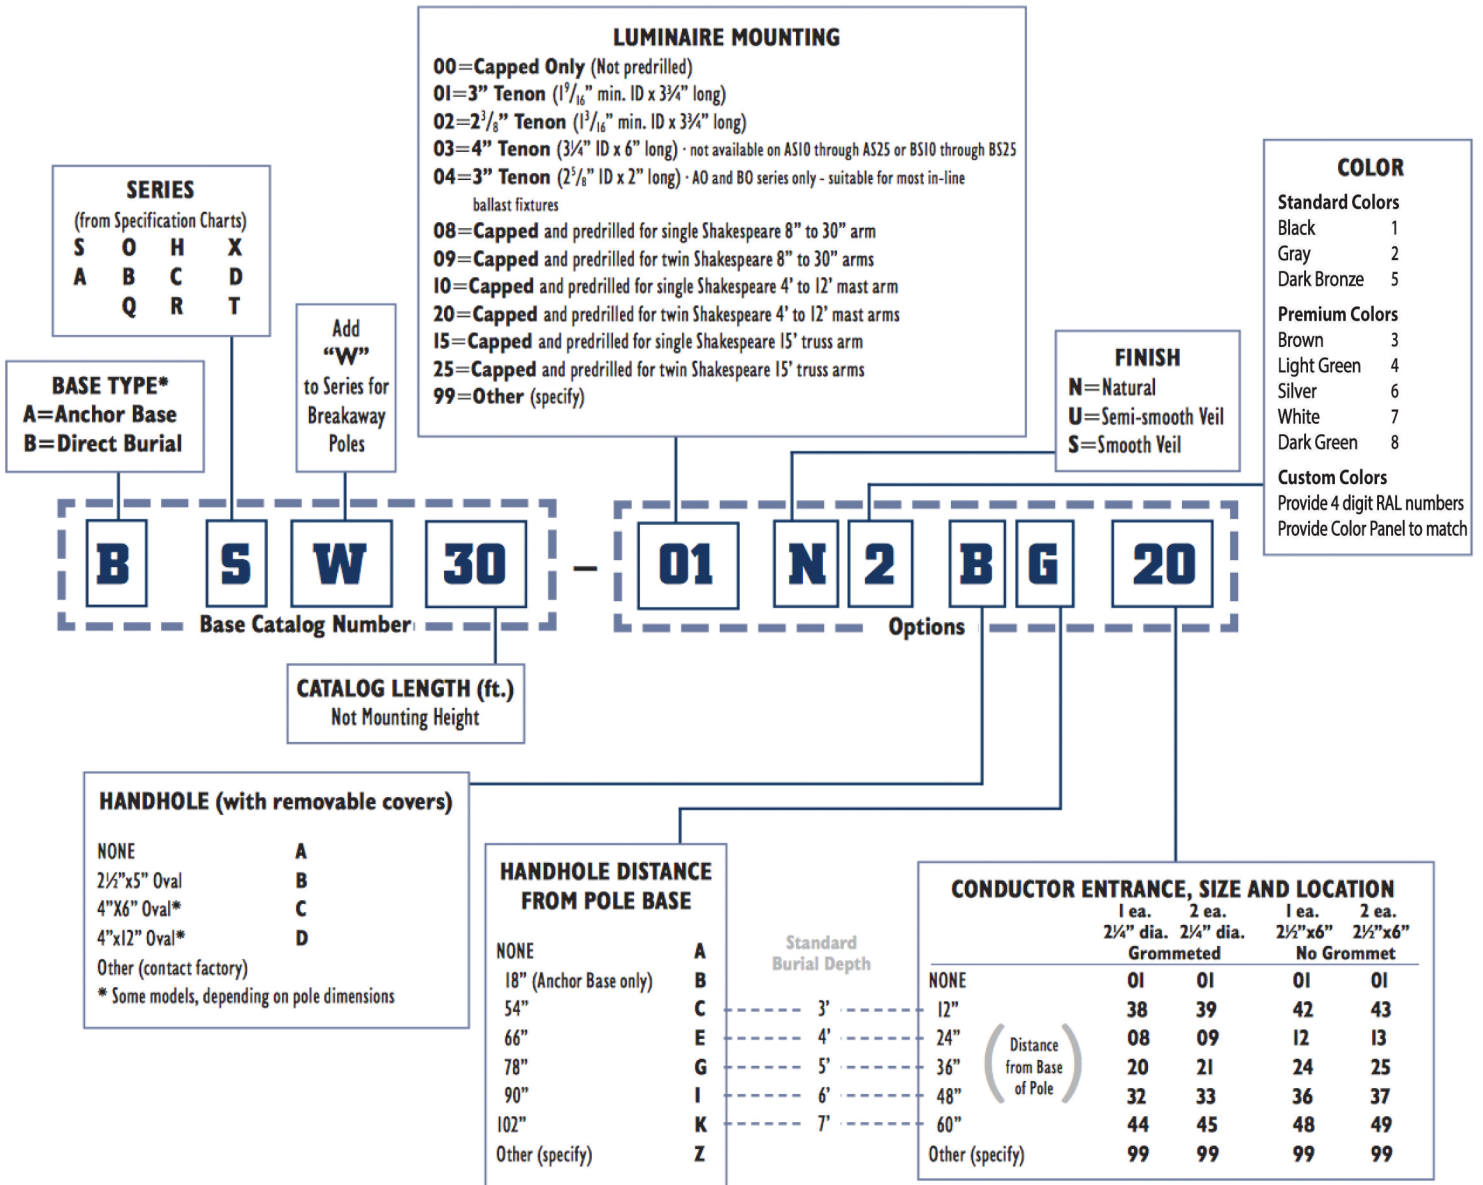 LUMINAIRE MOUNTING
00=Capped Only (Not predrilled)
01=3” Tenon (1⁹/₁₆” min. ID x 3¾” long)
02=2³/₈” Tenon (1³/₁₆” min. ID x 3¾” long)
03=4” Tenon (3¼” ID x 6” long) · not available on AS10 through AS25 or BS10 through BS25
04=3” Tenon (2⁵/₈” ID x 2” long) · AO and BO series only - suitable for most in-line
ballast fixtures
08=Capped and predrilled for single Shakespeare 8” to 30” arm
09=Capped and predrilled for twin Shakespeare 8” to 30” arms
10=Capped and predrilled for single Shakespeare 4’ to 12’ mast arm
20=Capped and predrilled for twin Shakespeare 4’ to 12’ mast arms
15=Capped and predrilled for single Shakespeare 15’ truss arm
25=Capped and predrilled for twin Shakespeare 15’ truss arms
99=Other (specify)
SERIES
(from Specification Charts)
S O H X
A B C D
Q R T
BASE TYPE*
A=Anchor Base
B=Direct Burial
Add
“W”
to Series for
Breakaway
Poles
FINISH
N=Natural
U=Semi-smooth Veil
S=Smooth Veil
COLOR
Standard Colors
Black 1
Gray 2
Dark Bronze 5
Premium Colors
Brown 3
Light Green 4
Silver 6
White 7
Dark Green 8
Custom Colors
Provide 4 digit RAL numbers
Provide Color Panel to match
B S W 30 – 01 N 2 B G 20
Base Catalog Number
Options
CATALOG LENGTH (ft.)
Not Mounting Height
HANDHOLE (with removable covers)
NONE A
2½”x5” Oval B
4”X6” Oval* C
4”x12” Oval* D
Other (contact factory)
* Some models, depending on pole dimensions
HANDHOLE DISTANCE
FROM POLE BASE
NONE A
18” (Anchor Base only) B
54” C
66” E
78” G
90” I
102” K
Other (specify) Z
Standard
Burial Depth
3’
4’
5’
6’
7’
CONDUCTOR ENTRANCE, SIZE AND LOCATION
1 ea. 2 ea. 1 ea. 2 ea.
2¼” dia. 2¼” dia. 2½”x6” 2½”x6”
Grommeted No Grommet
NONE 01 01 01 01
12” 38 39 42 43
24” 08 09 12 13
36” 20 21 24 25
48” 32 33 36 37
60” 44 45 48 49
Other (specify) 99 99 99 99
(Distance
from Base
of Pole)